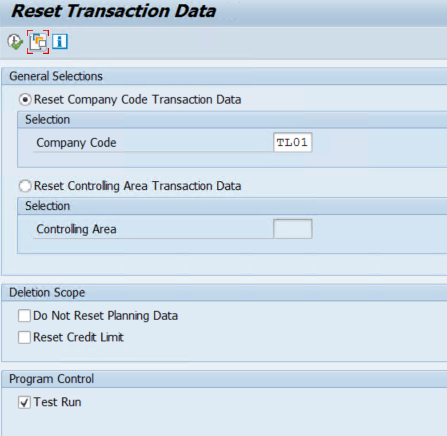 Reset Transaction Data
General Selections
Reset Company Code Transaction Data
Selection
Company Code TL01
Reset Controlling Area Transaction Data
Selection
Controlling Area
Deletion Scope
Do Not Reset Planning Data
Reset Credit Limit
Program Control
Test Run